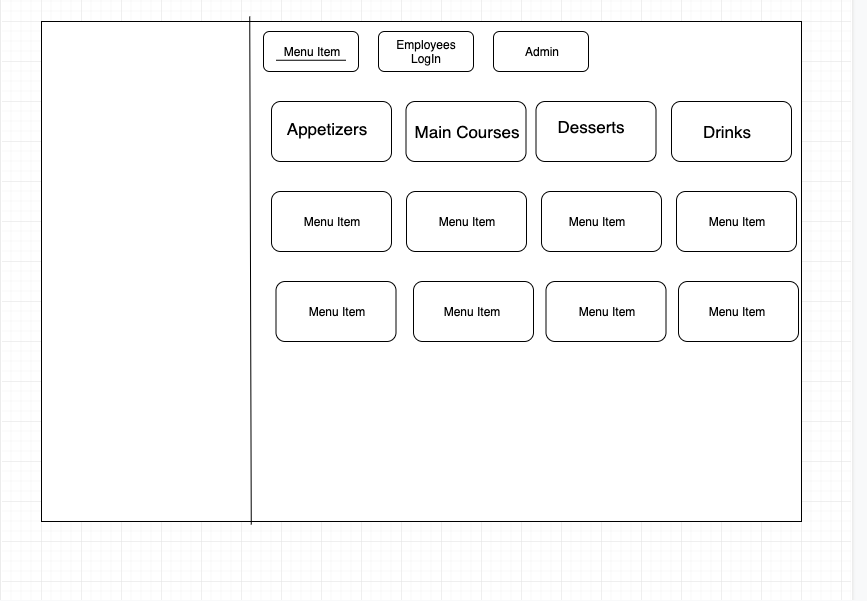 Menu Item
Employees
LogIn
Admin
Appetizers
Main Courses
Desserts
Drinks
Menu Item
Menu Item
Menu Item
Menu Item
Menu Item
Menu Item
Menu Item
Menu Item